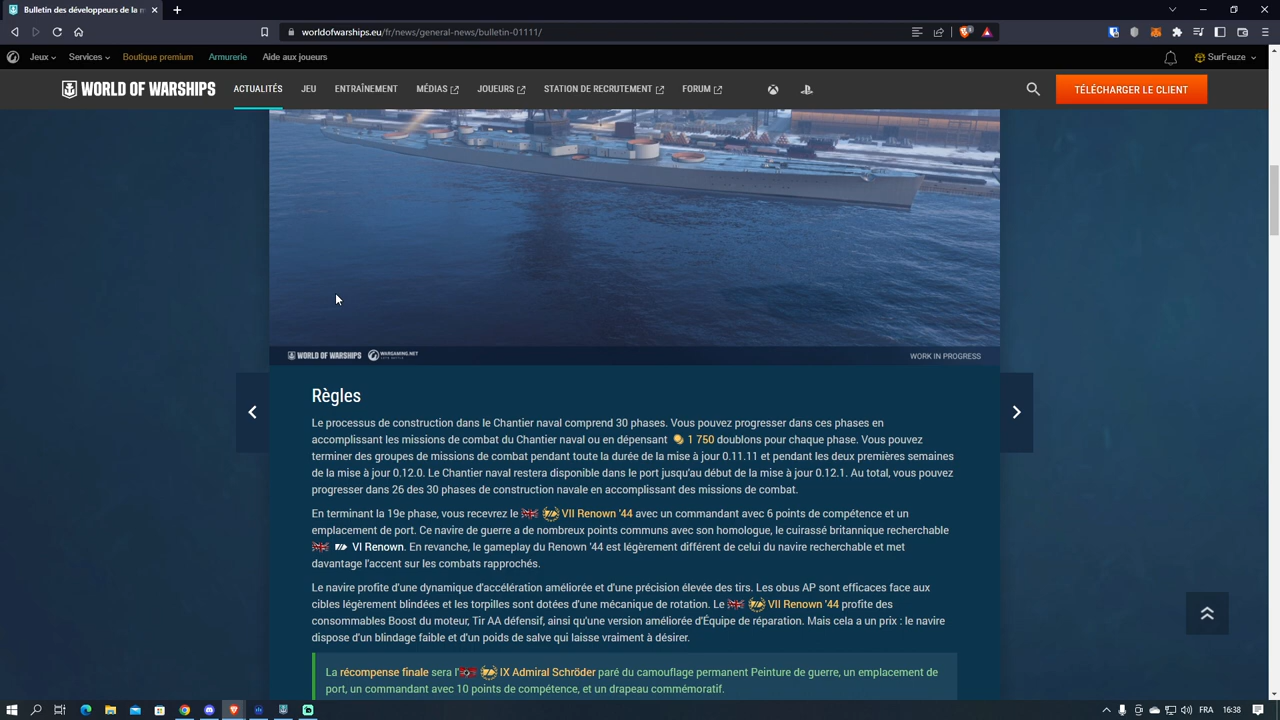 Bulletin des développeurs de la n
worldofwarships.eu/fr/news/general-news/bulletin-01111/
Jeux Services Boutique premium Armurerie Aide aux joueurs SurFeuze
WORLD OF WARSHIPS ACTUALITÉS JEU ENTRAÎNEMENT MÉDIAS JOUEURS STATION DE RECRUTEMENT FORUM TÉLÉCHARGER LE CLIENT
WORLD OF WARSHIPS WARGAMING.NET LET'S BATTLE WORK IN PROGRESS
Règles
Le processus de construction dans le Chantier naval comprend 30 phases. Vous pouvez progresser dans ces phases en
accomplissant les missions de combat du Chantier naval ou en dépensant 1 750 doublons pour chaque phase. Vous pouvez
terminer des groupes de missions de combat pendant toute la durée de la mise à jour 0.11.11 et pendant les deux premières semaines
de la mise à jour 0.12.0. Le Chantier naval restera disponible dans le port jusqu'au début de la mise à jour 0.12.1. Au total, vous pouvez
progresser dans 26 des 30 phases de construction navale en accomplissant des missions de combat.
En terminant la 19e phase, vous recevrez le VII Renown '44 avec un commandant avec 6 points de compétence et un
emplacement de port. Ce navire de guerre a de nombreux points communs avec son homologue, le cuirassé britannique recherchable
VI Renown. En revanche, le gameplay du Renown '44 est légèrement différent de celui du navire recherchable et met
davantage l'accent sur les combats rapprochés.
Le navire profite d'une dynamique d'accélération améliorée et d'une précision élevée des tirs. Les obus AP sont efficaces face aux
cibles légèrement blindées et les torpilles sont dotées d'une mécanique de rotation. Le VII Renown '44 profite des
consommables Boost du moteur, Tir AA défensif, ainsi qu'une version améliorée d'Équipe de réparation. Mais cela a un prix : le navire
dispose d'un blindage faible et d'un poids de salve qui laisse vraiment à désirer.
La récompense finale sera l' IX Admiral Schröder paré du camouflage permanent Peinture de guerre, un emplacement de
port, un commandant avec 10 points de compétence, et un drapeau commémoratif.
FRA 16:38